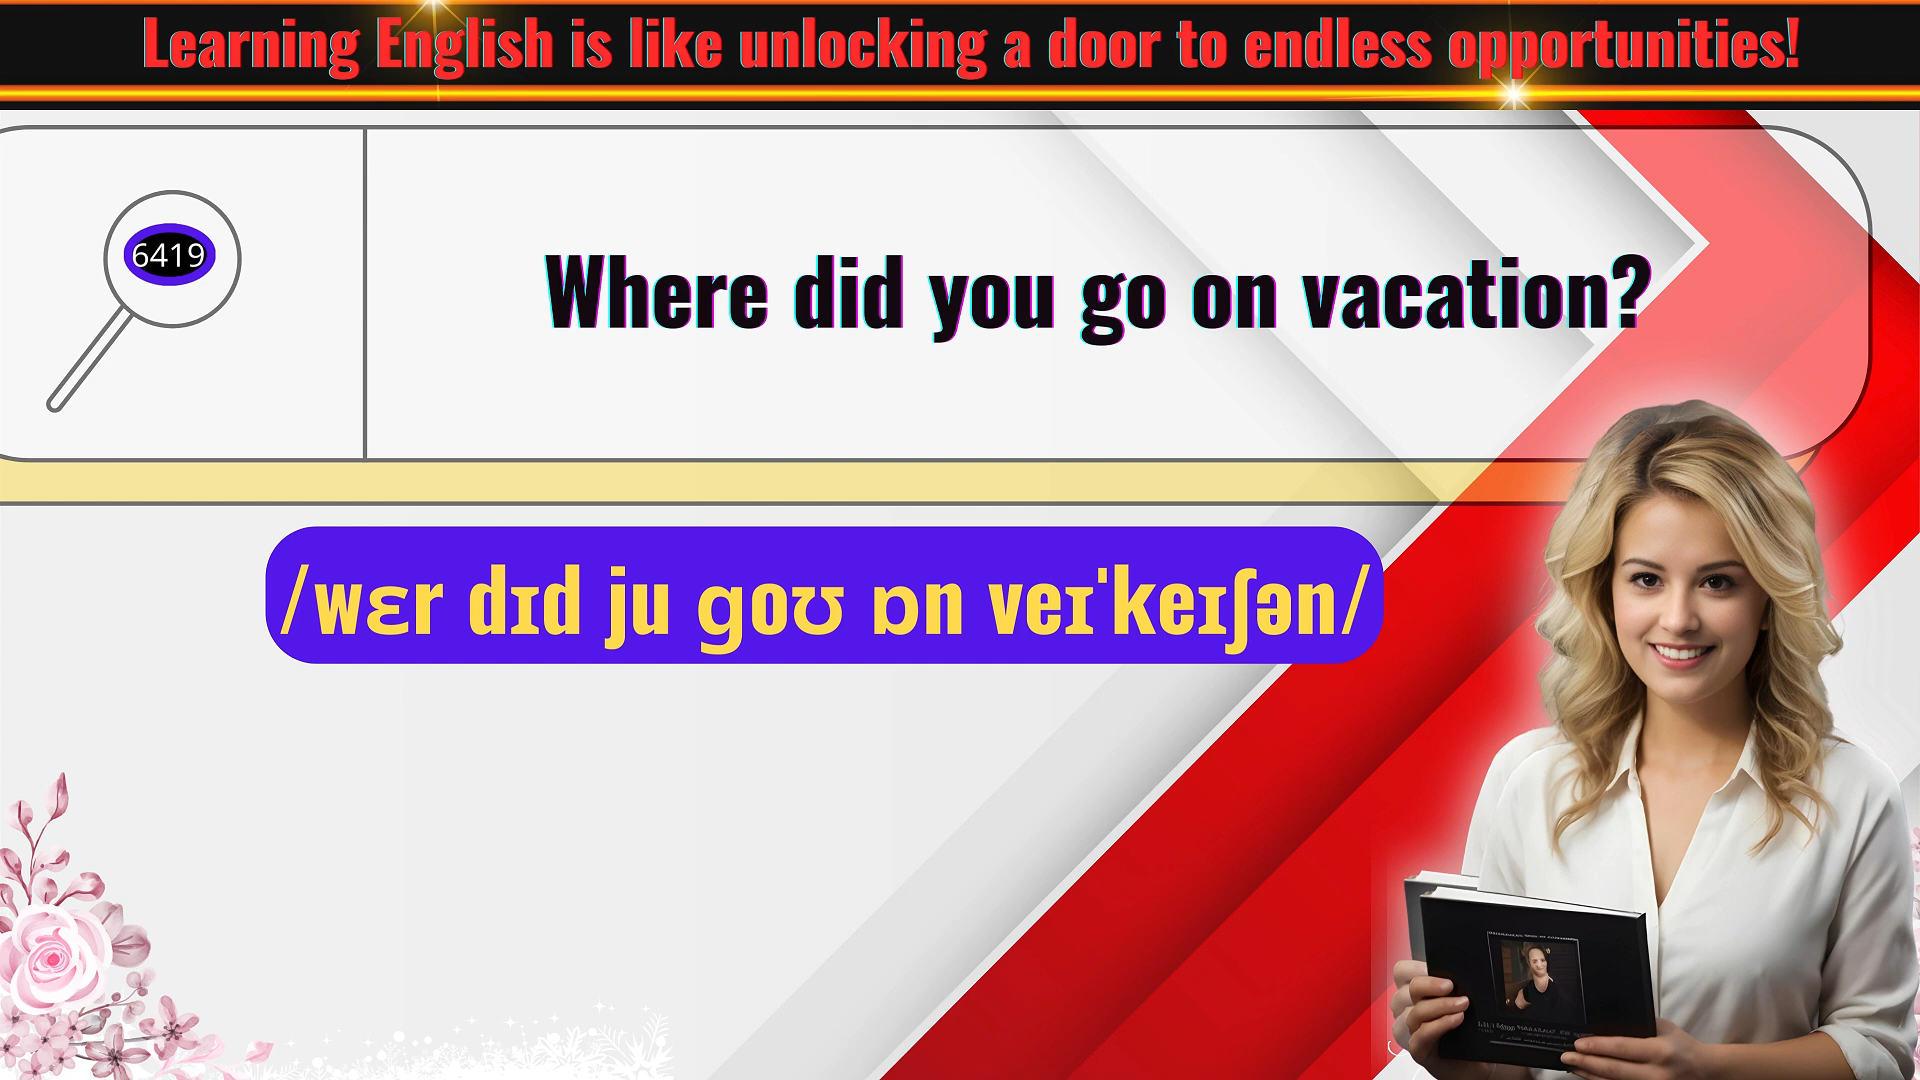 Learning English is like unlocking a door to endless opportunities!
6419
Where did you go on vacation?
/wɛr dɪd ju ɡoʊ ɒn veɪˈkeɪʃən/